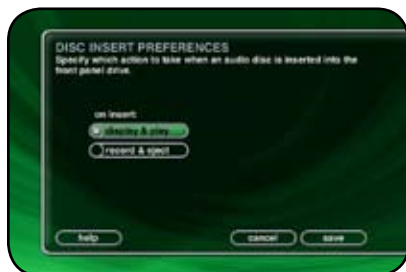 DISC INSERT PREFERENCES
Specify which action to take when an audio disc is inserted into the
front panel drive.
on insert:
display & play
record & eject
help
cancel
save